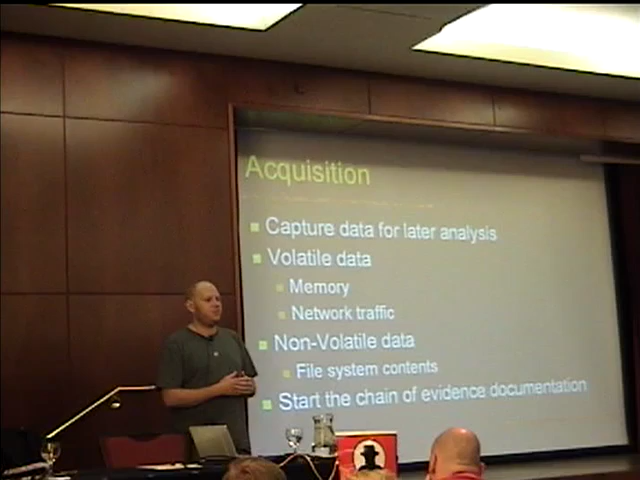 Acquisition
Capture data for later analysis
Volatile data
Memory
Network traffic
Non-Volatile data
File system contents
Start the chain of evidence documentation